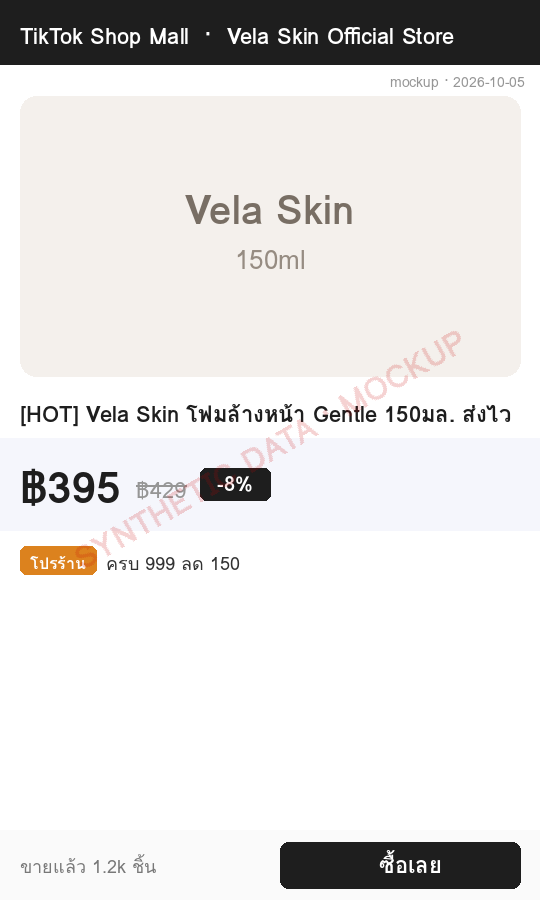 TikTok Shop Mall · Vela Skin Official Store
mockup · 2026-10-05
Vela Skin
150ml
[HOT] Vela Skin โฟมล้างหน้า Gentle 150มล. ส่งไว
฿395 ฿429 -8%
โปรร้าน ครบ 999 ลด 150
SYNTHETIC DATA · MOCKUP
ขายแล้ว 1.2k ชิ้น ซื้อเลย